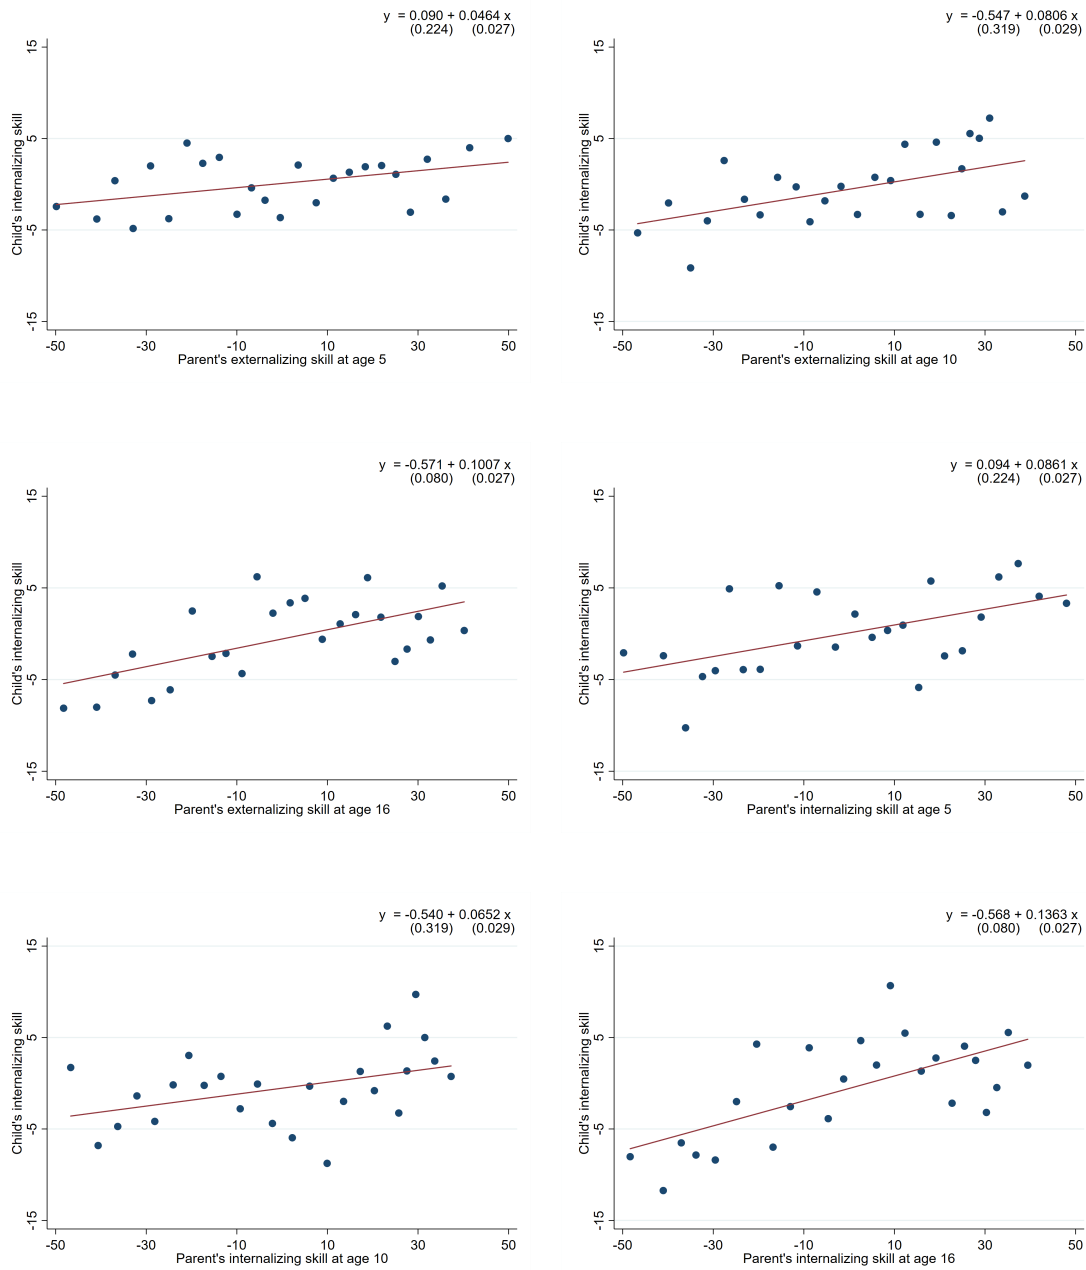 y = 0.090 + 0.0464 x
(0.224) (0.027)
15
5
-5
-15
Child's internalizing skill
-50 -30 -10 10 30 50
Parent's externalizing skill at age 5
y = -0.547 + 0.0806 x
(0.319) (0.029)
15
5
-5
-15
Child's internalizing skill
-50 -30 -10 10 30 50
Parent's externalizing skill at age 10
y = -0.571 + 0.1007 x
(0.080) (0.027)
15
5
-5
-15
Child's internalizing skill
-50 -30 -10 10 30 50
Parent's externalizing skill at age 16
y = 0.094 + 0.0861 x
(0.224) (0.027)
15
5
-5
-15
Child's internalizing skill
-50 -30 -10 10 30 50
Parent's internalizing skill at age 5
y = -0.540 + 0.0652 x
(0.319) (0.029)
15
5
-5
-15
Child's internalizing skill
-50 -30 -10 10 30 50
Parent's internalizing skill at age 10
y = -0.568 + 0.1363 x
(0.080) (0.027)
15
5
-5
-15
Child's internalizing skill
-50 -30 -10 10 30 50
Parent's internalizing skill at age 16